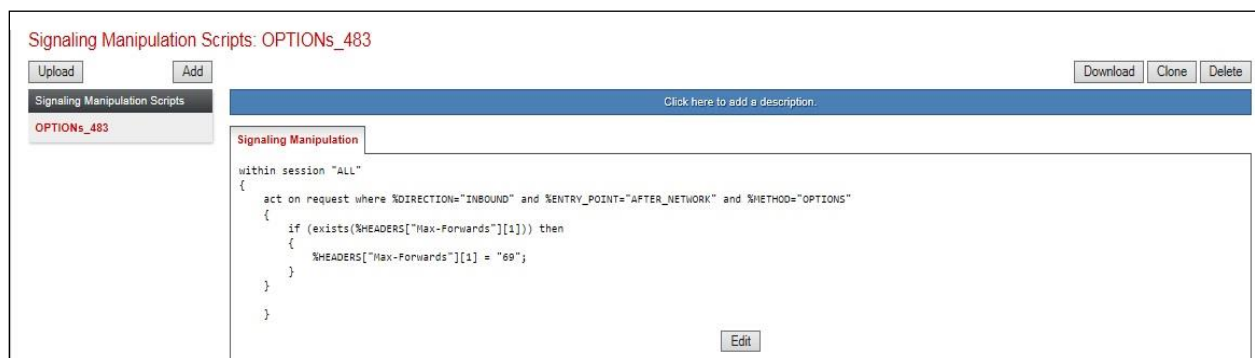 Signaling Manipulation Scripts: OPTIONs_483
Upload Add Download Clone Delete
Signaling Manipulation Scripts
Click here to add a description.
OPTIONs_483
Signaling Manipulation
within session "ALL"
{
act on request where %DIRECTION="INBOUND" and %ENTRY_POINT="AFTER_NETWORK" and %METHOD="OPTIONS"
{
if (exists(%HEADERS["Max-Forwards"][1])) then
{
%HEADERS["Max-Forwards"][1] = "69";
}
}
}
Edit